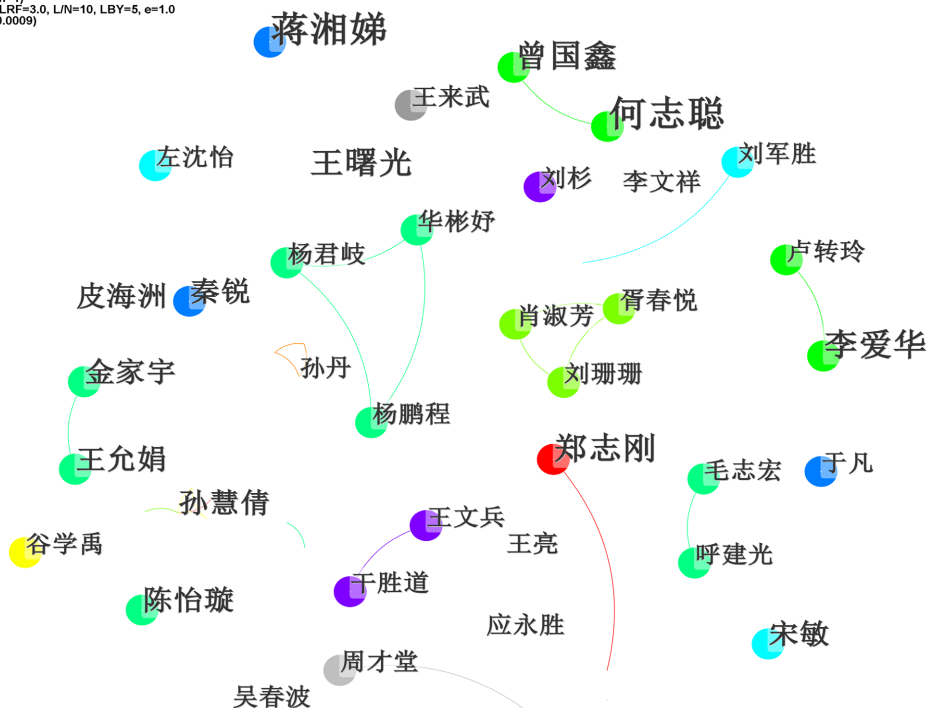 LRF=3.0, L/N=10, LBY=5, e=1.0
0.0009)
蒋湘娣
曾国鑫
王来武
何志聪
左沈怡
王曙光
刘军胜
刘杉
李文祥
华彬妤
杨君岐
卢转玲
皮海洲
秦锐
胥春悦
肖淑芳
李爱华
孙丹
金家宇
刘珊珊
杨鹏程
郑志刚
王允娟
毛志宏
于凡
孙慧倩
王文兵
谷学禹
王亮
呼建光
干胜道
陈怡璇
应永胜
宋敏
周才堂
吴春波